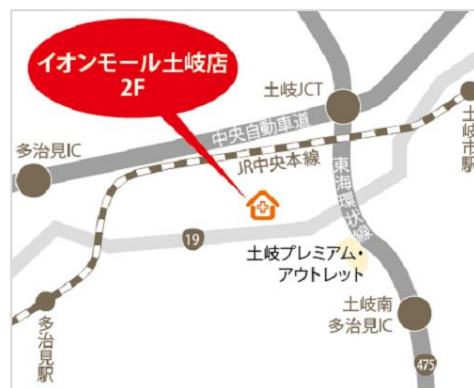 イオンモール土岐店
2F
土岐JCT
中央自動車道
多治見IC
JR中央本線
土岐市駅
東海環状線
19
土岐プレミアム・
アウトレット
土岐南
多治見IC
多治見駅
475